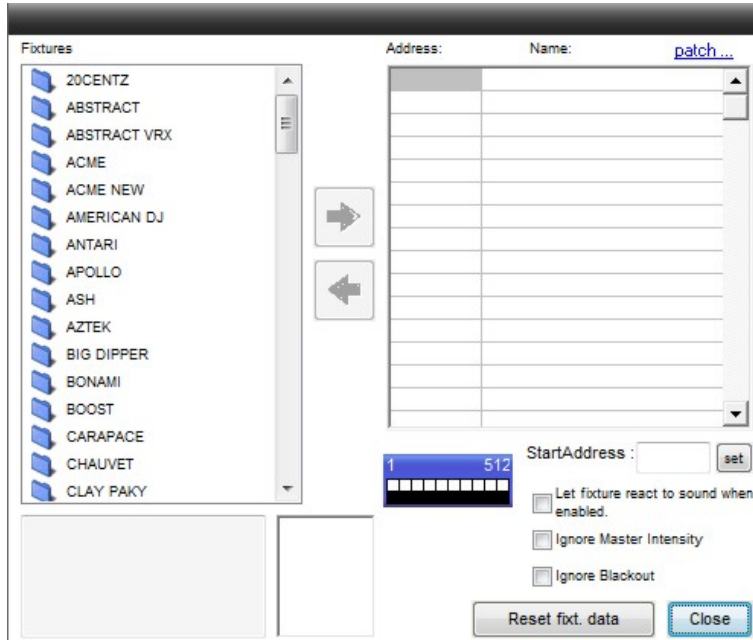 Fixtures
Address: Name: patch ...
20CENTZ
ABSTRACT
ABSTRACT VRX
ACME
ACME NEW
AMERICAN DJ
ANTARI
APOLLO
ASH
AZTEK
BIG DIPPER
BONAMI
BOOST
CARAPACE
CHAUVET
CLAY PAKY
1 512
StartAddress : set
Let fixture react to sound when
enabled.
Ignore Master Intensity
Ignore Blackout
Reset fixt. data Close